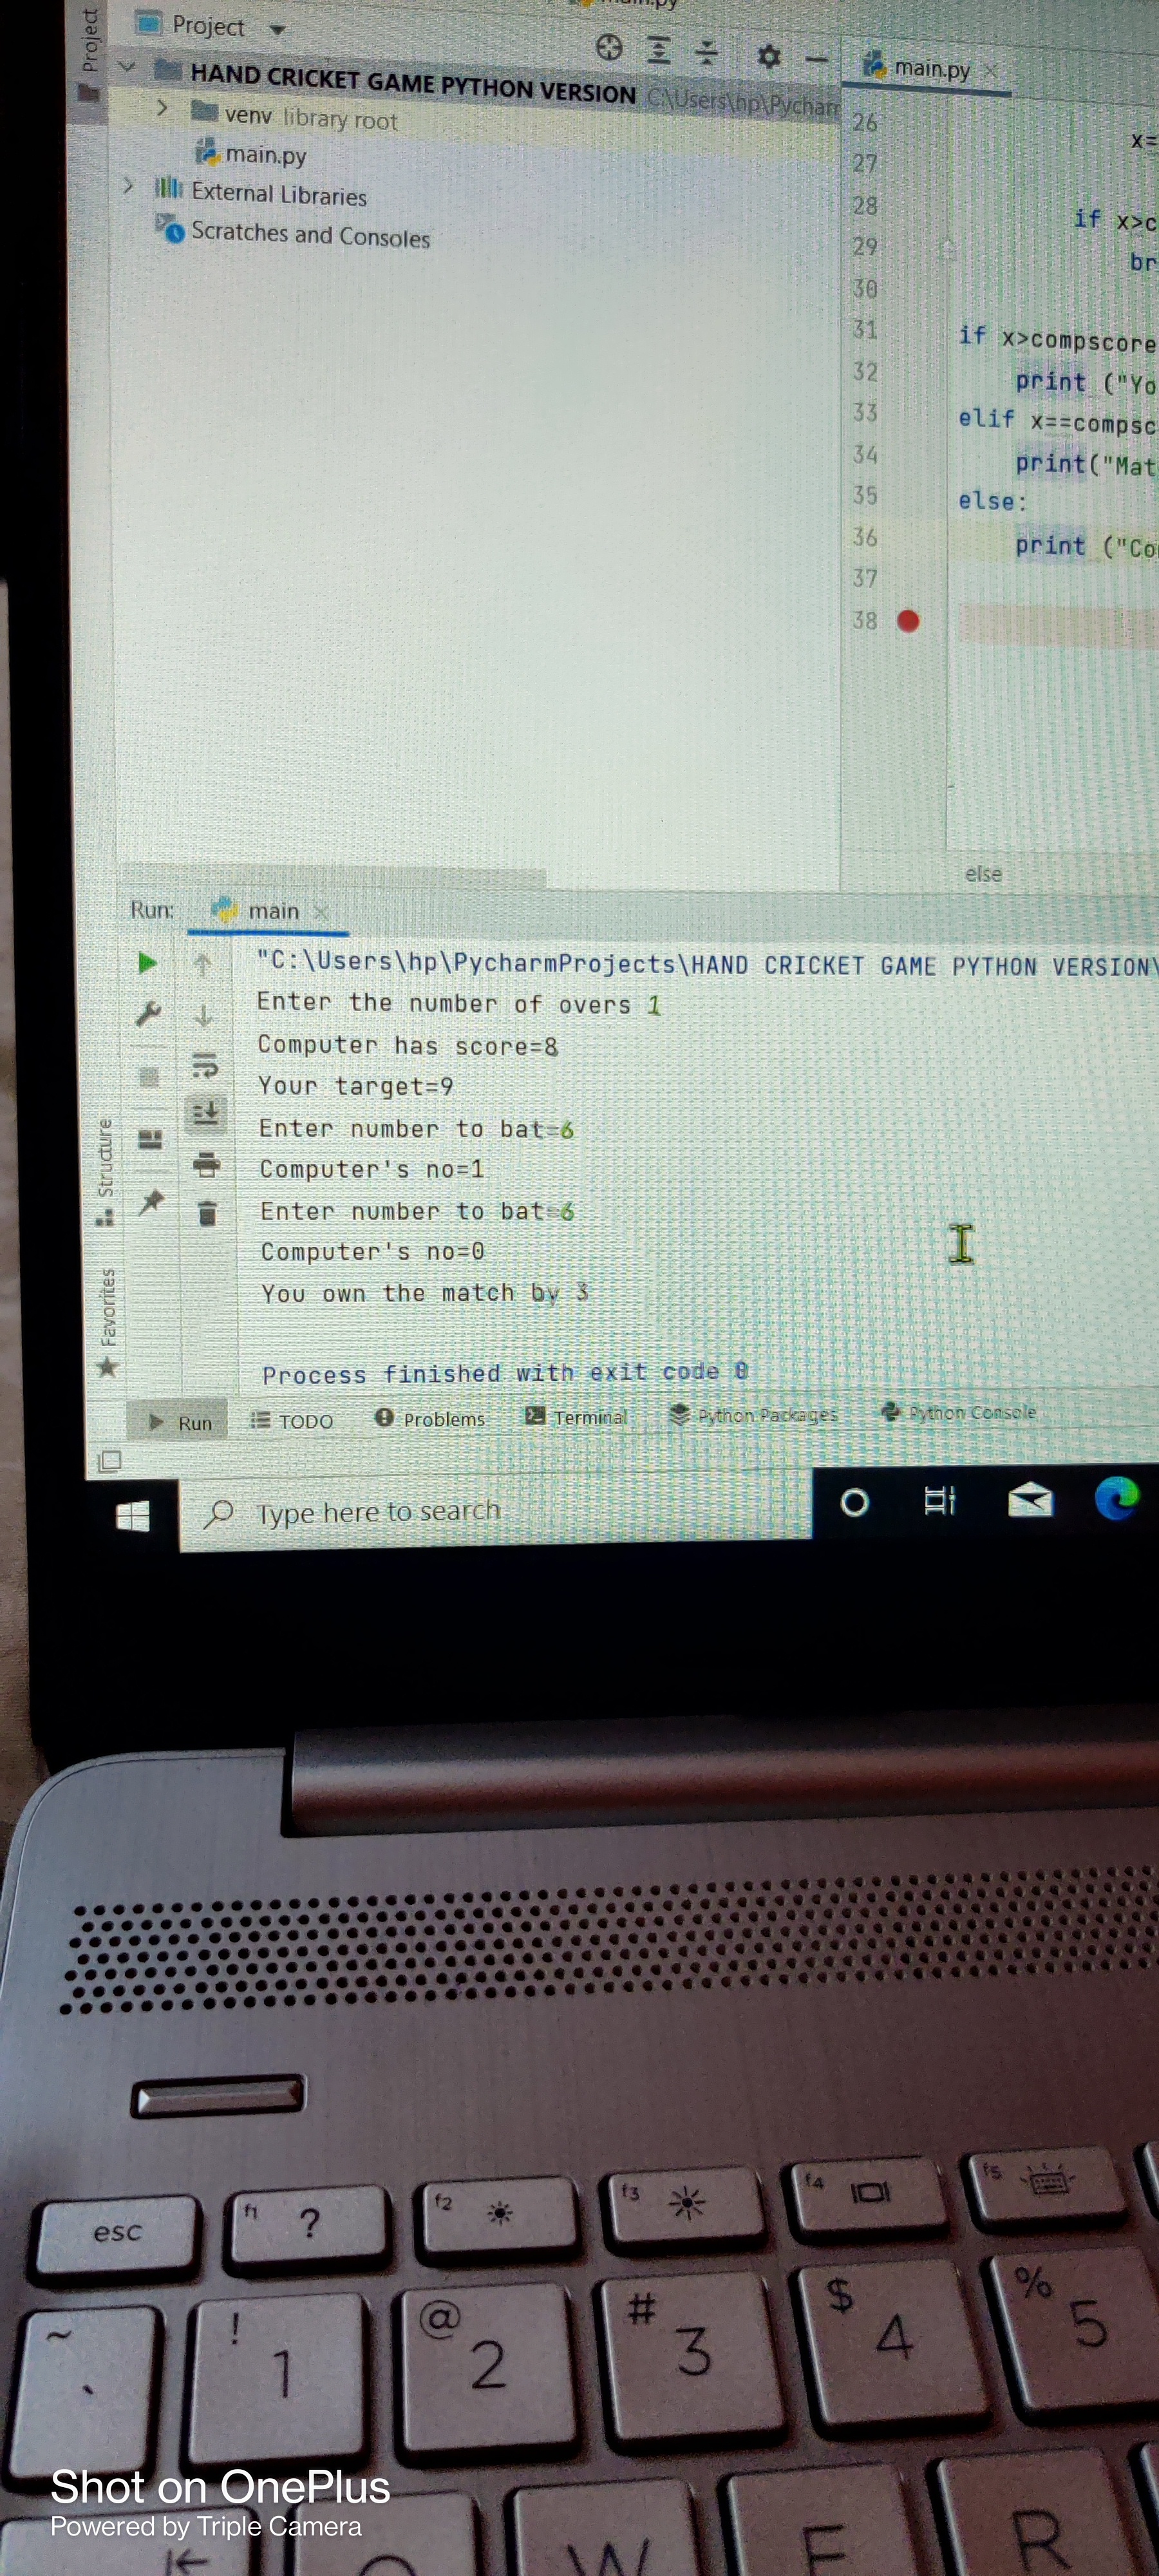 main.py
Project
Project
HAND CRICKET GAME PYTHON VERSION C:\Users\hp\Pycharm
venv library root
main.py
External Libraries
Scratches and Consoles
main.py
26 x=
27
28 if x>c
29 br
30
31 if x>compscore
32 print ("Yo
33 elif x==compsc
34 print("Mat
35 else:
36 print ("Co
37
38
else
Run: main
"C:\Users\hp\PycharmProjects\HAND CRICKET GAME PYTHON VERSION\
Enter the number of overs 1
Computer has score=8
Your target=9
Enter number to bat=6
Computer's no=1
Enter number to bat=6
Computer's no=0
You own the match by 3
Process finished with exit code 0
Structure
Favorites
Run TODO Problems Terminal Python Packages Python Console
Type here to search
esc f1 ? f2 f3 f4 f5
~ ` ! 1 @ 2 # 3 $ 4 % 5
W E R
Shot on OnePlus
Powered by Triple Camera